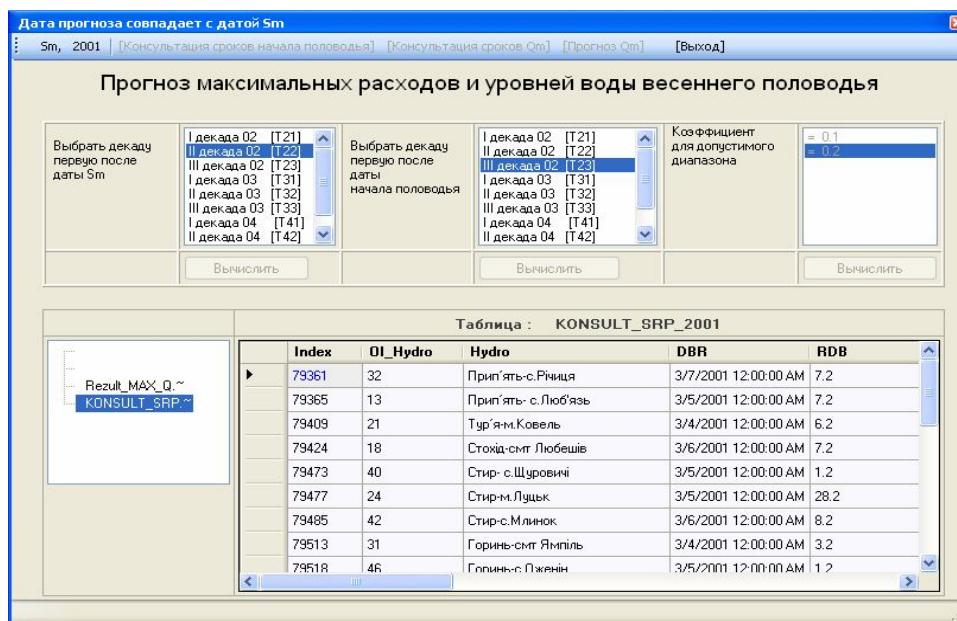 Дата прогноза совпадает с датой Sm
Sm, 2001 [Консультация сроков начала половодья] [Консультация сроков Qm] [Прогноз Qm] [Выход]
Прогноз максимальных расходов и уровней воды весеннего половодья
Выбрать декаду
первую после
даты Sm
I декада 02 [T21]
II декада 02 [T22]
III декада 02 [T23]
I декада 03 [T31]
II декада 03 [T32]
III декада 03 [T33]
I декада 04 [T41]
II декада 04 [T42]
Выбрать декаду
первую после
даты
начала половодья
I декада 02 [T21]
II декада 02 [T22]
III декада 02 [T23]
I декада 03 [T31]
II декада 03 [T32]
III декада 03 [T33]
I декада 04 [T41]
II декада 04 [T42]
Коэффициент
для допустимого
диапазона
= 0.1
= 0.2
Вычислить Вычислить Вычислить
Таблица : KONSULT_SRP_2001
Rezult_MAX_Q.~
KONSULT_SRP.~
Index OI_Hydro Hydro DBR RDB
79361 32 Прип´ять-с.Річиця 3/7/2001 12:00:00 AM 7.2
79365 13 Прип´ять- с.Люб'язь 3/5/2001 12:00:00 AM 7.2
79409 21 Тур´я-м.Ковель 3/4/2001 12:00:00 AM 6.2
79424 18 Стохід-смт Любешів 3/6/2001 12:00:00 AM 7.2
79473 40 Стир- с.Щуровичі 3/5/2001 12:00:00 AM 1.2
79477 24 Стир-м.Луцьк 3/5/2001 12:00:00 AM 28.2
79485 42 Стир-с.Млинок 3/6/2001 12:00:00 AM 8.2
79513 31 Горинь-смт Ямпіль 3/4/2001 12:00:00 AM 3.2
79518 46 Горинь-с.Оженін 3/5/2001 12:00:00 AM 1.2